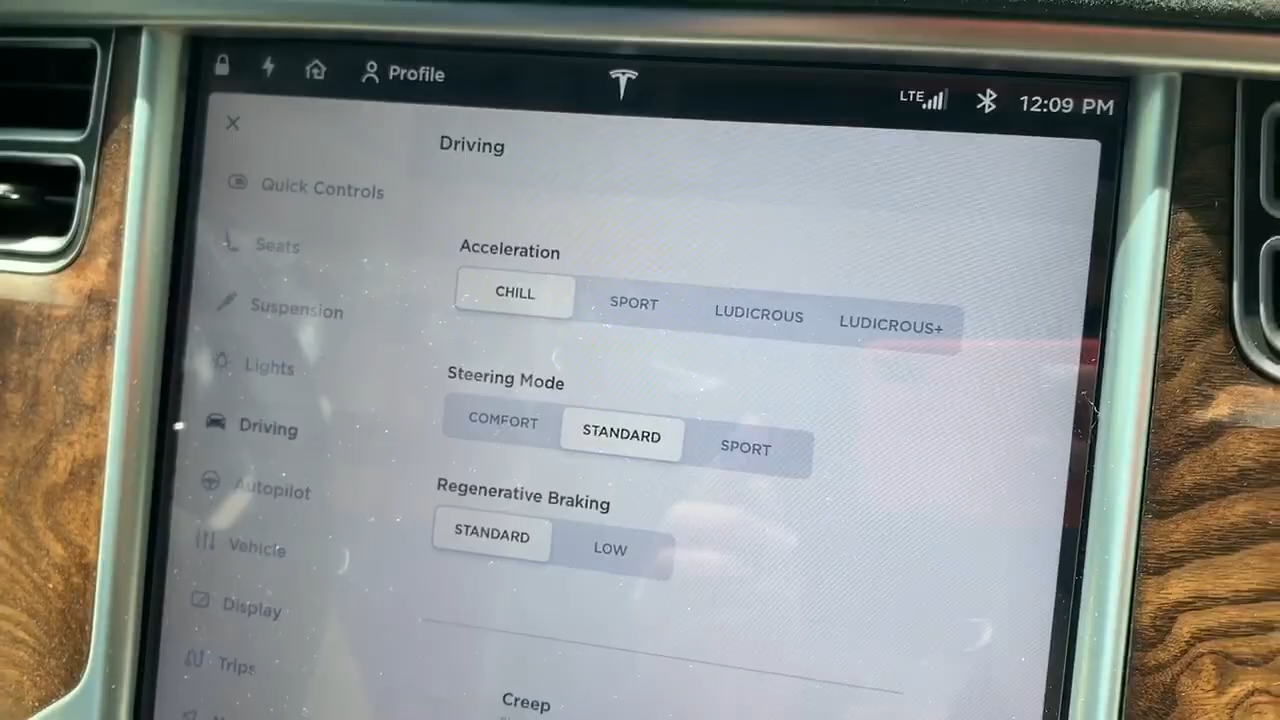 Profile
LTE
12:09 PM
Driving
Quick Controls
Seats
Suspension
Lights
Driving
Autopilot
Vehicle
Display
Trips
Acceleration
CHILL
SPORT
LUDICROUS
LUDICROUS+
Steering Mode
COMFORT
STANDARD
SPORT
Regenerative Braking
STANDARD
LOW
Creep